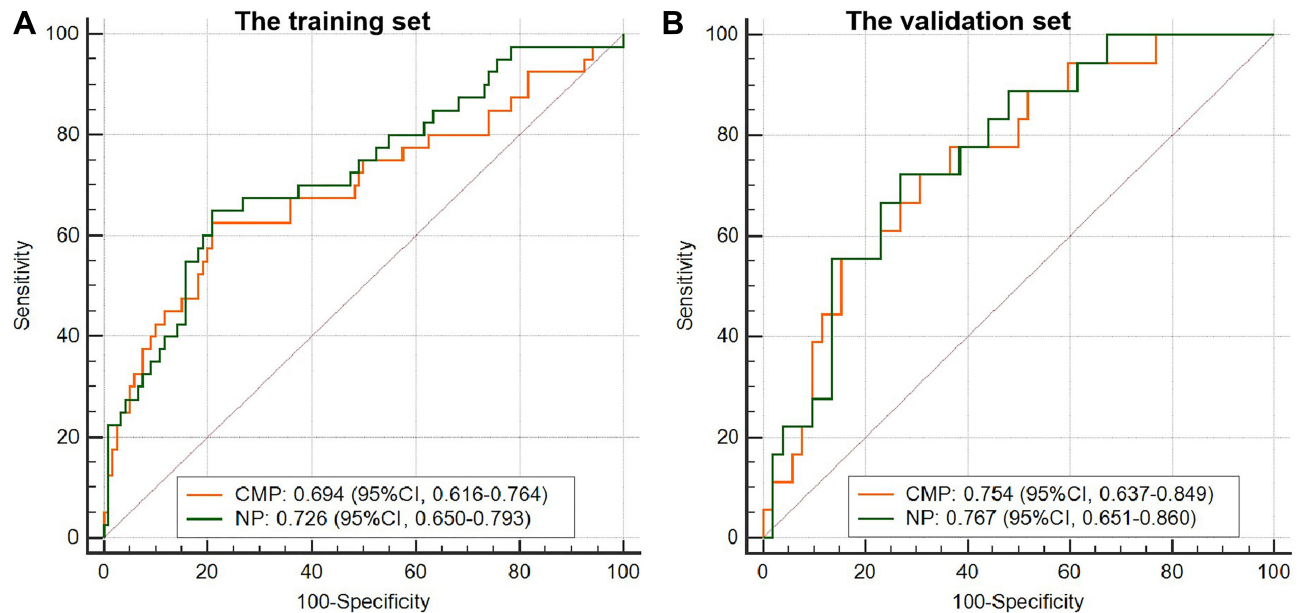 A
The training set
Sensitivity
100
80
60
40
20
0
CMP: 0.694 (95%CI, 0.616-0.764)
NP: 0.726 (95%CI, 0.650-0.793)
0 20 40 60 80 100
100-Specificity
B
The validation set
Sensitivity
100
80
60
40
20
0
CMP: 0.754 (95%CI, 0.637-0.849)
NP: 0.767 (95%CI, 0.651-0.860)
0 20 40 60 80 100
100-Specificity